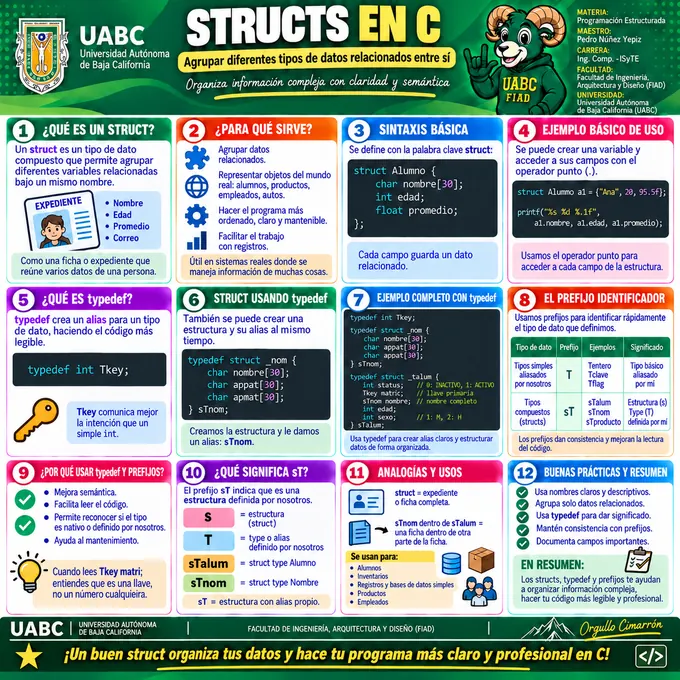 UABC
Universidad Autónoma
de Baja California
STRUCTS EN C
Agrupar diferentes tipos de datos relacionados entre sí
Organiza información compleja con claridad y semántica
UABC
FIAD
MATERIA:
Programación Estructurada
MAESTRO:
Pedro Núñez Yepiz
CARRERA:
Ing. Comp. -ISyTE
FACULTAD:
Facultad de Ingeniería,
Arquitectura y Diseño (FIAD)
UNIVERSIDAD:
Universidad Autónoma
de Baja California (UABC)
1 ¿QUÉ ES UN STRUCT?
Un struct es un tipo de dato
compuesto que permite agrupar
diferentes variables relacionadas
bajo un mismo nombre.
EXPEDIENTE
• Nombre
• Edad
• Promedio
• Correo
Como una ficha o expediente que
reúne varios datos de una persona.
2 ¿PARA QUÉ SIRVE?
Agrupar datos
relacionados.
Representar objetos del mundo
real: alumnos, productos,
empleados, autos.
Hacer el programa más
ordenado, claro y mantenible.
Facilitar el trabajo
con registros.
Útil en sistemas reales donde se
maneja información de muchas cosas.
3 SINTAXIS BÁSICA
Se define con la palabra clave struct:
struct Alumno {
char nombre[30];
int edad;
float promedio;
};
Cada campo guarda un dato
relacionado.
4 EJEMPLO BÁSICO DE USO
Se puede crear una variable y
acceder a sus campos con el
operador punto (.).
struct Alumno a1 = {"Ana", 20, 95.5f};
printf("%s %d %.1f",
a1.nombre, a1.edad, a1.promedio);
Usamos el operador punto para
acceder a cada campo de la estructura.
5 ¿QUÉ ES typedef?
typedef crea un alias para un tipo
de dato, haciendo el código más
legible.
typedef int Tkey;
Tkey comunica mejor
la intención que un
simple int.
6 STRUCT USANDO typedef
También se puede crear una
estructura y su alias al mismo
tiempo.
typedef struct _nom {
char nombre[30];
char appat[30];
char apmat[30];
} sTnom;
Creamos la estructura y le damos
un alias: sTnom.
7 EJEMPLO COMPLETO CON typedef
typedef int Tkey;
typedef struct _nom {
char nombre[30];
char appat[30];
char appat[30];
} sTnom;
typedef struct _talum {
int status; // 0: INACTIVO, 1: ACTIVO
Tkey matric; // llave primaria
sTnom nombre; // nombre completo
int edad;
int sexo; // 1: M, 2: H
} sTalum;
Usa typedef para crear alias claros y estructurar
datos de forma organizada.
8 EL PREFIJO IDENTIFICADOR
Usamos prefijos para identificar rápidamente
el tipo de dato que definimos.
Tipo de dato Prefijo Ejemplos Significado
Tipos simples
aliasados
por nosotros
T
Tentero
Tclave
Tflag
Tipo básico
aliasado
por mí
Tipos
compuestos
(structs)
sT
sTalum
sTnom
sTproducto
Estructura (s)
Type (T)
definida por mí
Los prefijos dan consistencia y mejoran la lectura
del código.
9 ¿POR QUÉ USAR typedef Y PREFIJOS?
• Mejora semántica.
• Facilita leer el código.
• Permite reconocer si el tipo
es nativo o definido por nosotros.
• Ayuda al mantenimiento.
Cuando lees Tkey matri;
entiendes que es una llave,
no un número cualquieira.
10 ¿QUÉ SIGNIFICA sT?
El prefijo sT indica que es una
estructura definida por nosotros.
S = estructura
(struct)
T = type o alias
definido por nosotros
sTalum = struct type Alumno
sTnom = struct type Nombre
sT = estructura con alias propio.
11 ANALOGÍAS Y USOS
struct = expediente
o ficha completa.
sTnom dentro de sTalum =
una ficha dentro de otra
parte de la ficha.
Se usan para:
• Alumnos
• Inventarios
• Registros y bases de datos simples
• Productos
• Empleados
12 BUENAS PRÁCTICAS Y RESUMEN
• Usa nombres claros y descriptivos.
• Agrupa solo datos relacionados.
• Usa typedef para dar significado.
• Mantén consistencia con prefijos.
• Documenta campos importantes.
EN RESUMEN:
Los structs, typedef y prefijos te ayudan
a organizar información compleja,
hacer tu código más legible y profesional.
UABC
UNIVERSIDAD AUTÓNOMA
DE BAJA CALIFORNIA
FACULTAD DE INGENIERÍA, ARQUITECTURA Y DISEÑO (FIAD)
Orgullo Cimarrón
¡Un buen struct organiza tus datos y hace tu programa más claro y profesional en C!
</>